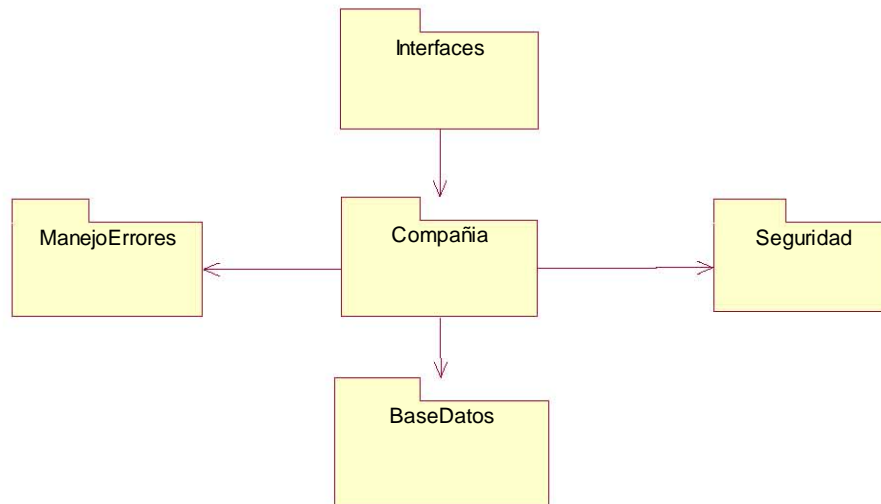 Interfaces
ManejoErrores
Compañia
Seguridad
BaseDatos